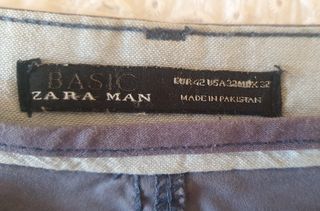 BASIC
ZARA MAN
EUR 42 USA 32 MEX 32
MADE IN PAKISTAN